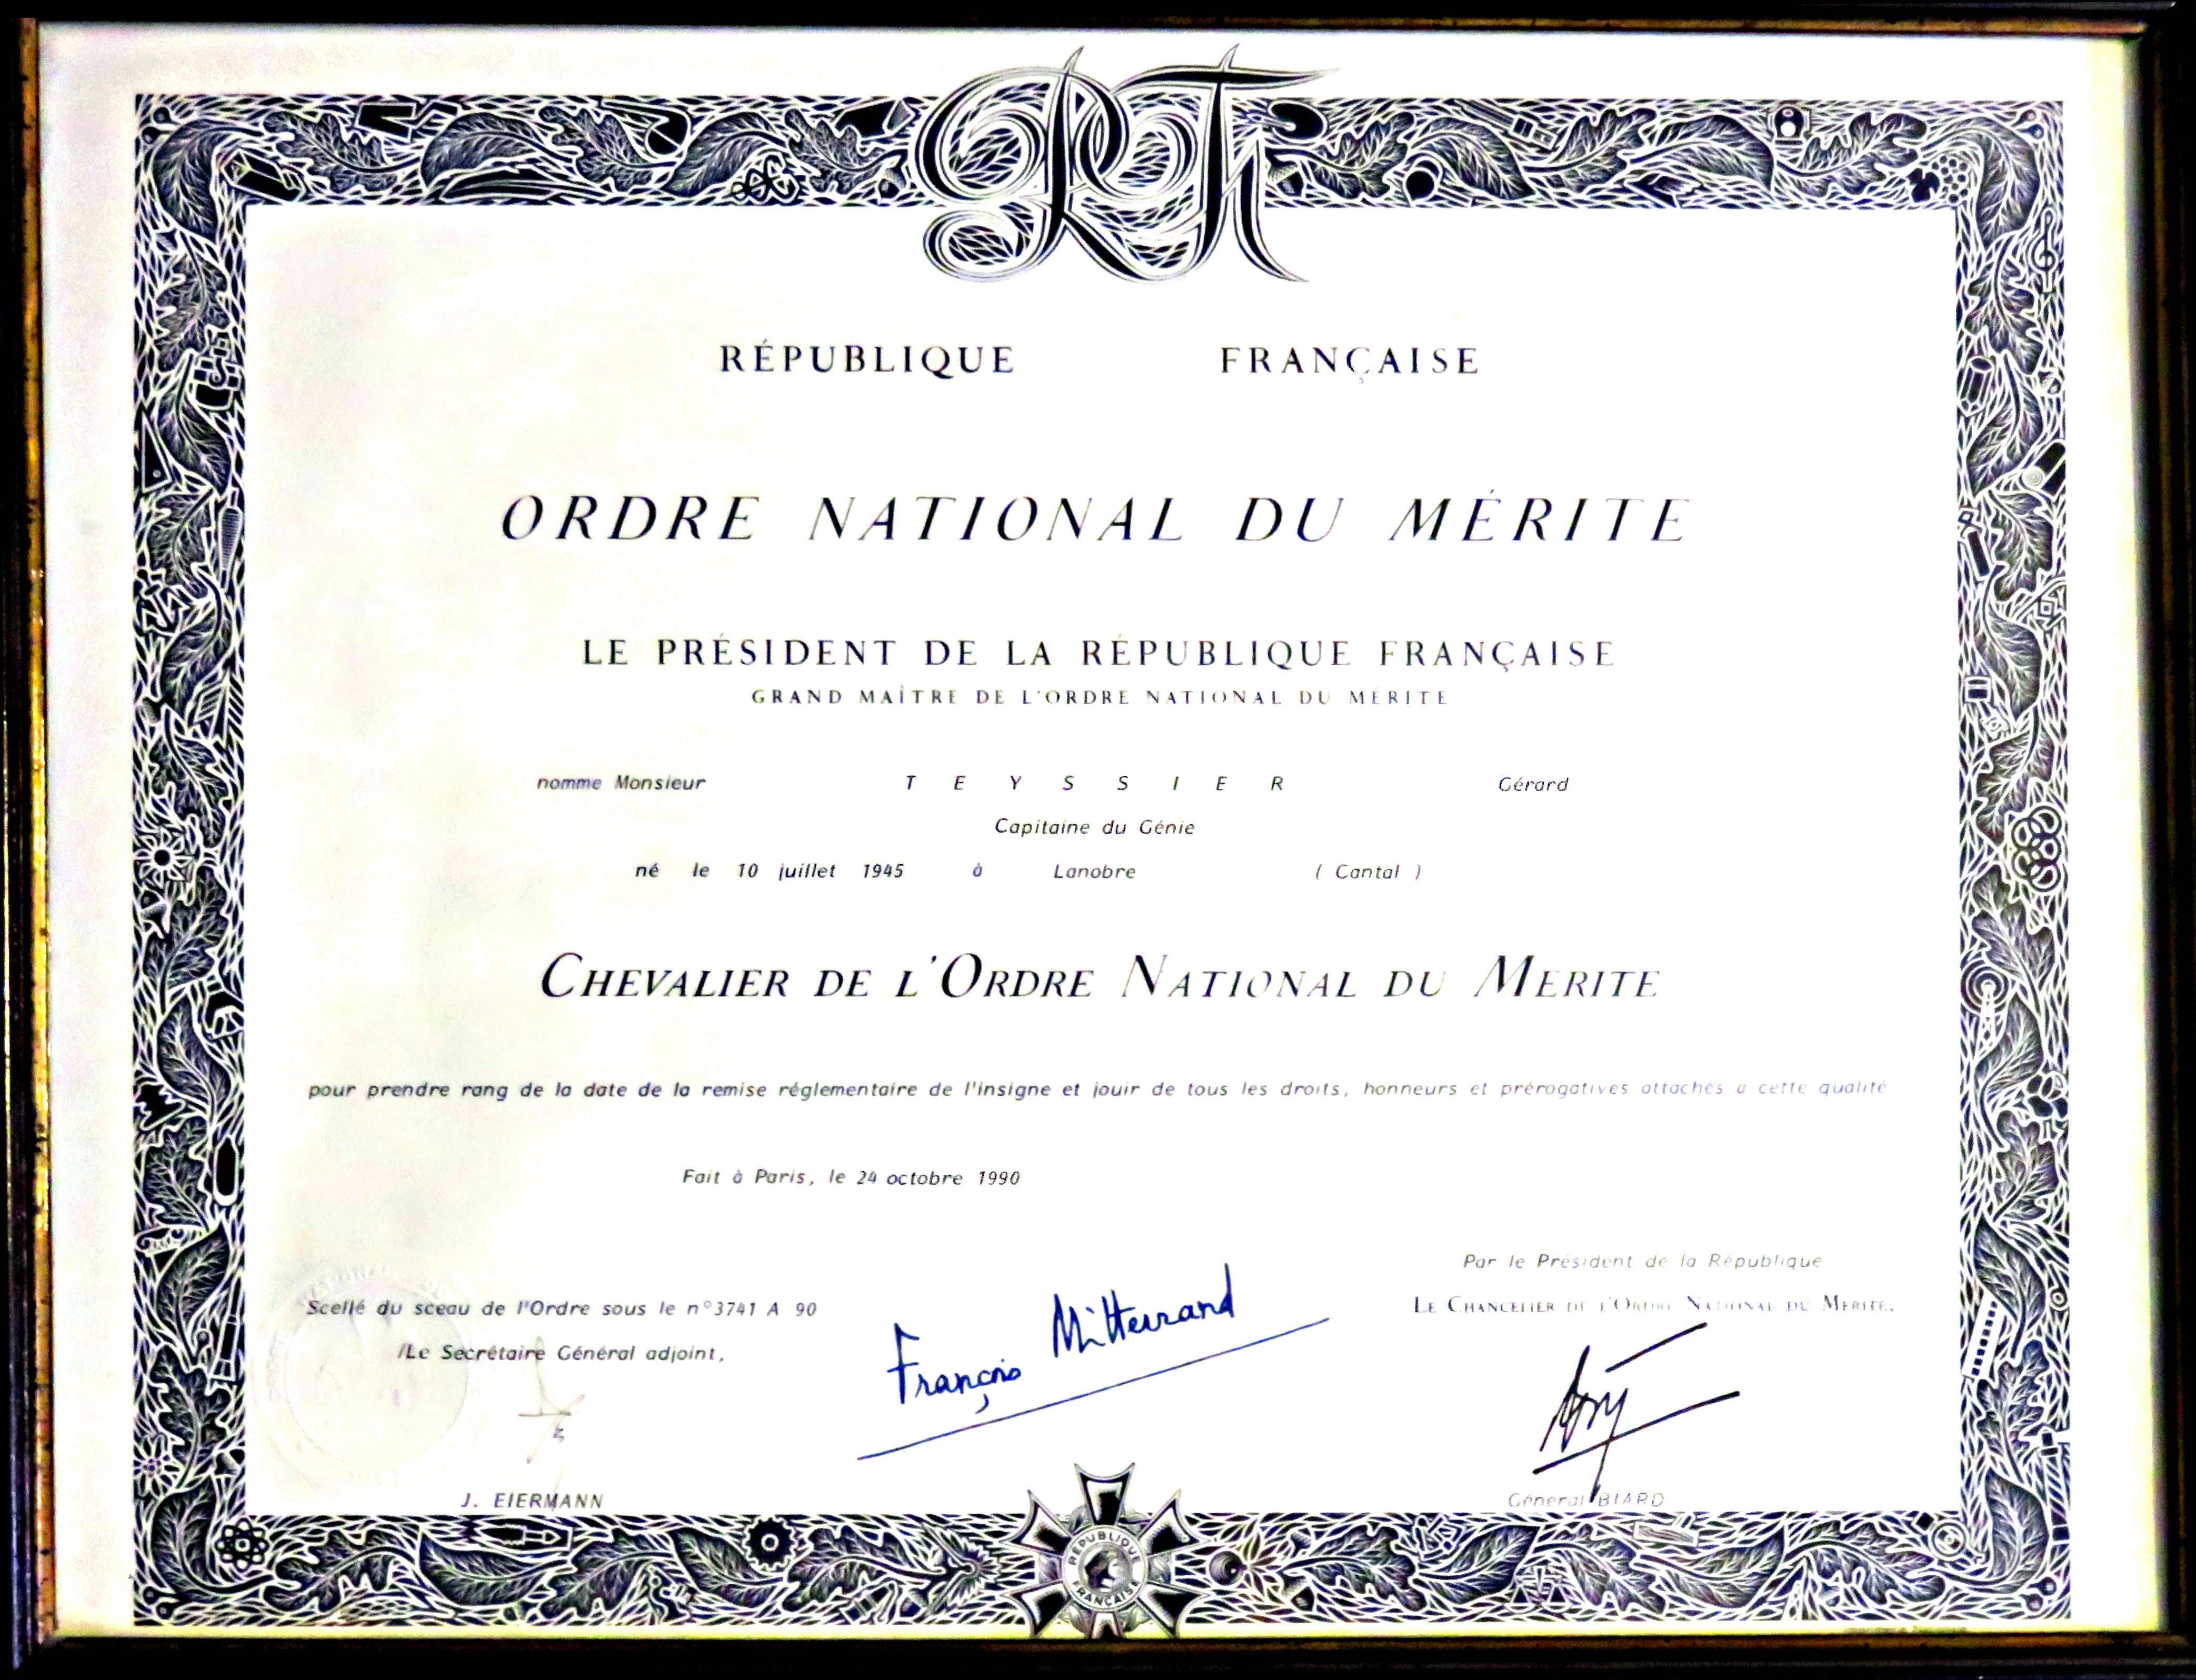 RF
RÉPUBLIQUE FRANÇAISE
ORDRE NATIONAL DU MÉRITE
LE PRÉSIDENT DE LA RÉPUBLIQUE FRANÇAISE
GRAND MAÎTRE DE L'ORDRE NATIONAL DU MÉRITE
nomme Monsieur T E Y S S I E R Gérard
Capitaine du Génie
né le 10 juillet 1945 à Lanobre ( Cantal )
CHEVALIER DE L'ORDRE NATIONAL DU MERITE
pour prendre rang de la date de la remise réglementaire de l'insigne et jouir de tous les droits, honneurs et prérogatives attachés a cette qualité
Fait à Paris, le 24 octobre 1990
Par le Président de la République
Scellé du sceau de l'Ordre sous le n°3741 A 90
LE CHANCELIER DE L'ORDRE NATIONAL DU MERITE.
/Le Secrétaire Général adjoint,
François Mitterrand
J. EIERMANN
Général BIARD
RÉPUBLIQUE FRANÇAISE